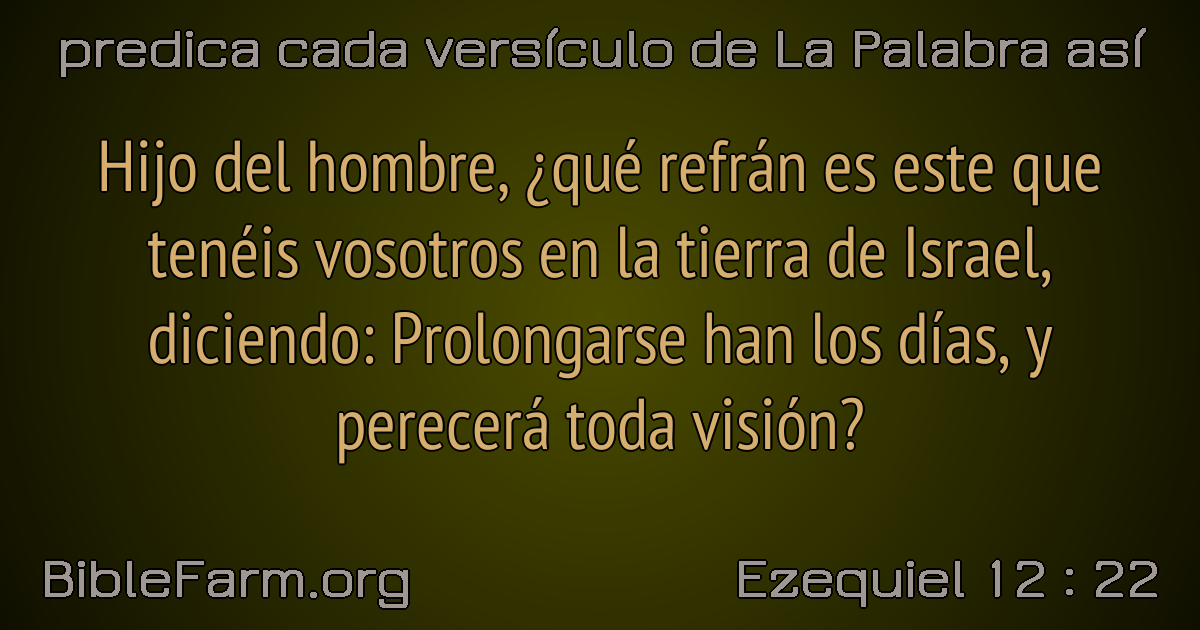 predica cada versículo de La Palabra así
Hijo del hombre, ¿qué refrán es este que
tenéis vosotros en la tierra de Israel,
diciendo: Prolongarse han los días, y
perecerá toda visión?
BibleFarm.org
Ezequiel 12 : 22